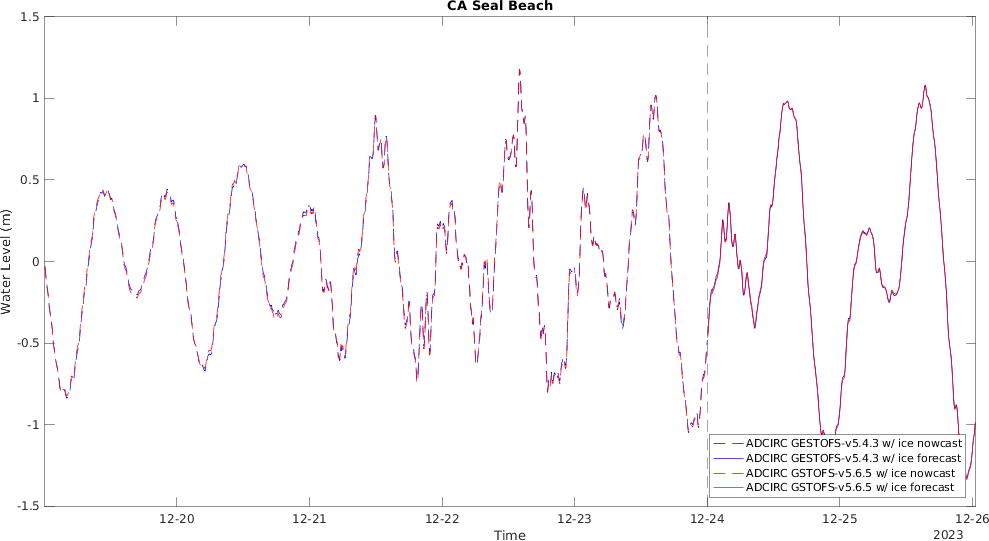 CA Seal Beach
1.5
1
0.5
0
-0.5
-1
-1.5
Water Level (m)
ADCIRC GESTOFS-v5.4.3 w/ ice nowcast
ADCIRC GESTOFS-v5.4.3 w/ ice forecast
ADCIRC GSTOFS-v5.6.5 w/ ice nowcast
ADCIRC GSTOFS-v5.6.5 w/ ice forecast
12-20 12-21 12-22 12-23 12-24 12-25 12-26
Time
2023